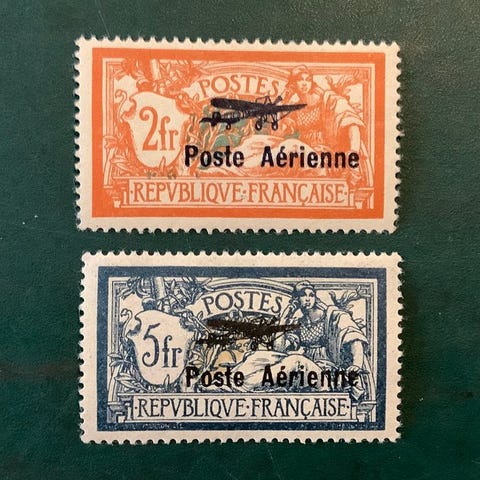 POSTES
2fr
Poste Aérienne
·REPVBLIQVE·FRANÇAISE·
POSTES
5fr
Poste Aérienne
·REPVBLIQVE·FRANÇAISE·